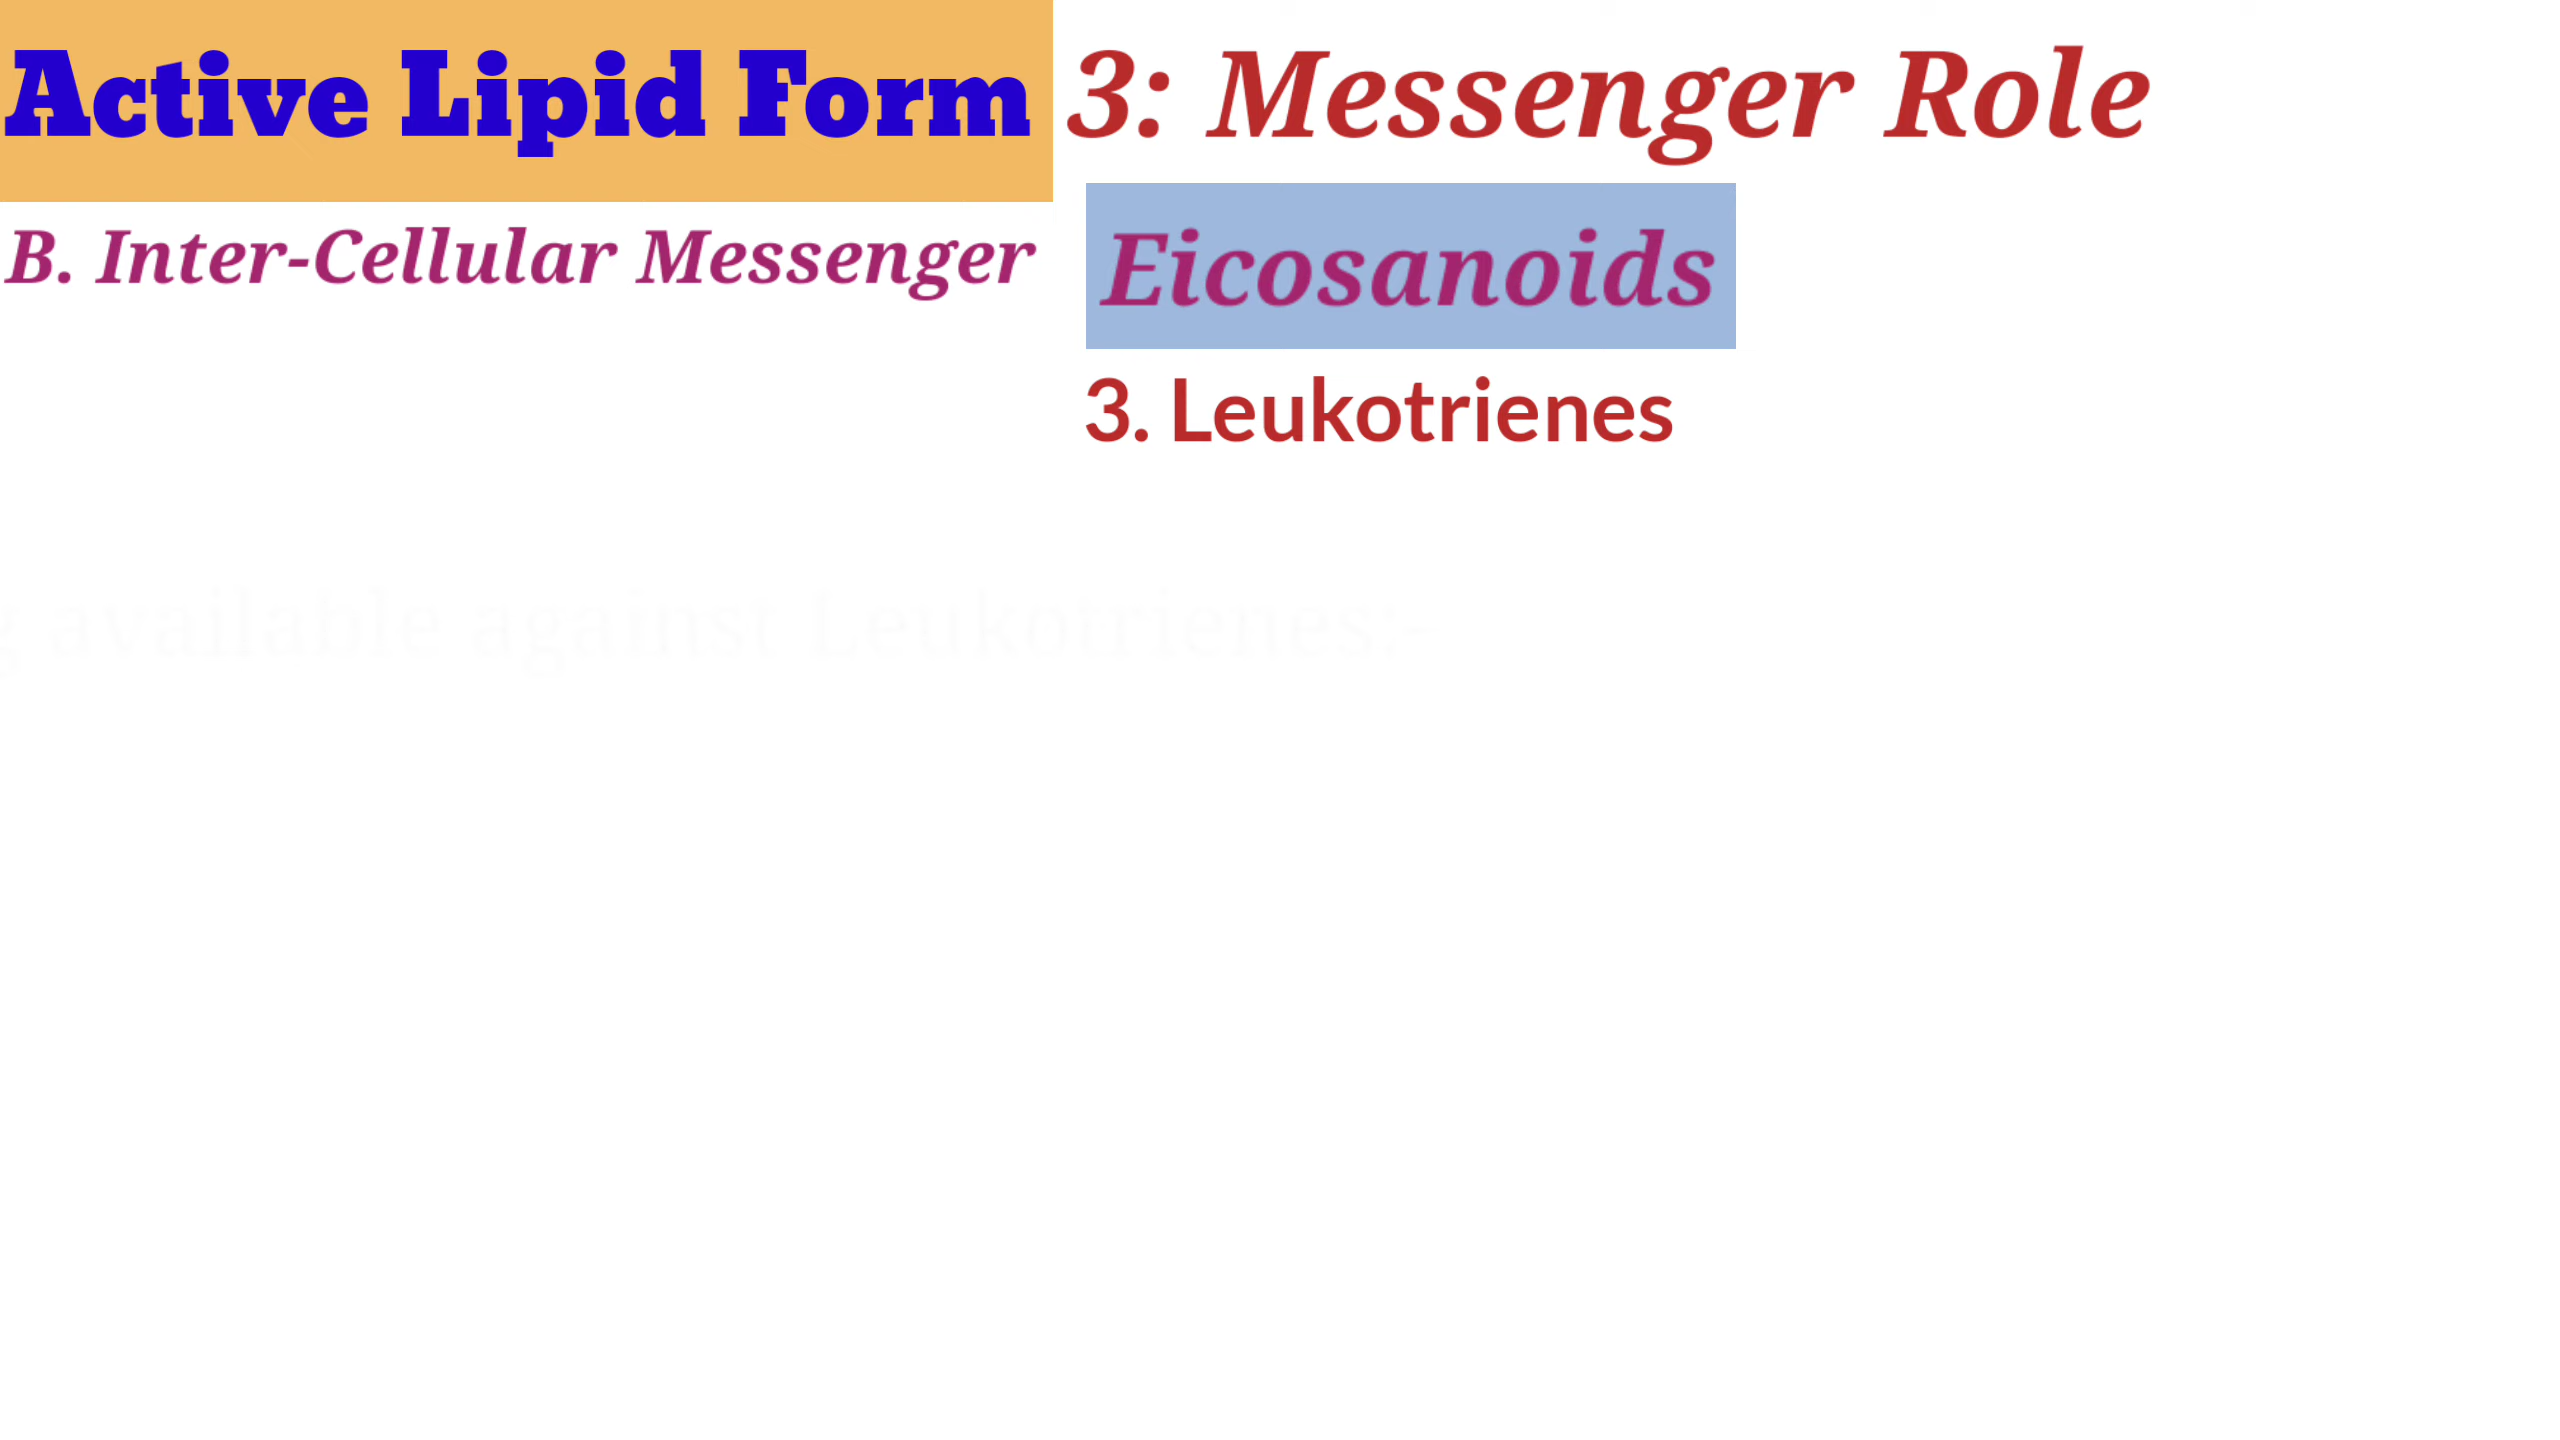 Active Lipid Form 3: Messenger Role
B. Inter-Cellular Messenger Eicosanoids
3. Leukotrienes
available against Leukotrienes:-